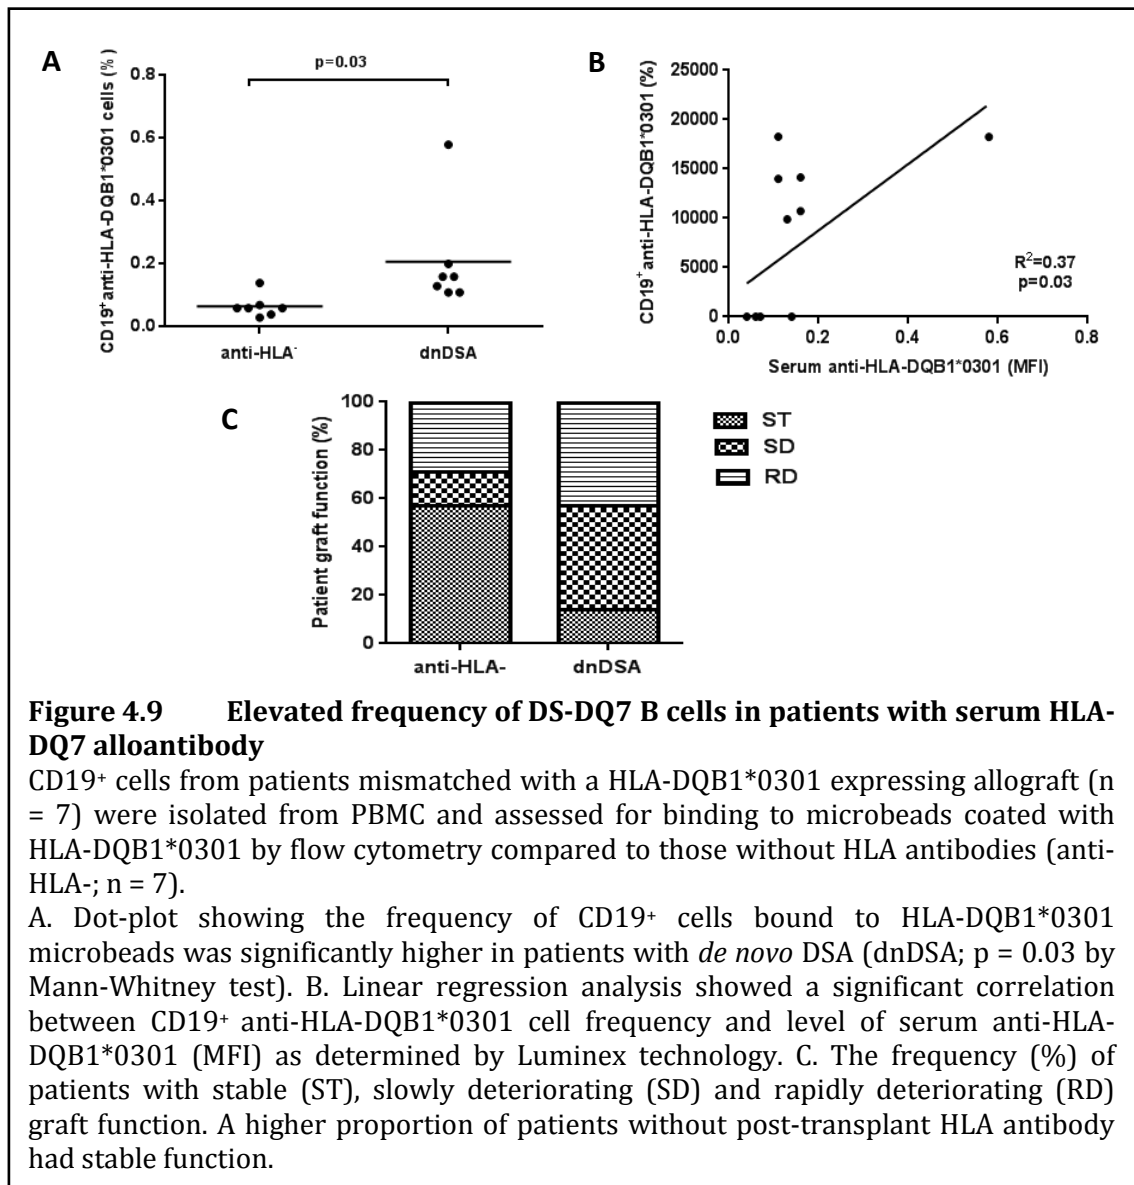 A
p=0.03
CD19⁺anti-HLA-DQB1*0301 cells (%)
0.8
0.6
0.4
0.2
0.0
anti-HLA⁻
dnDSA
B
CD19⁺anti-HLA-DQB1*0301 (%)
25000
20000
15000
10000
5000
0
R²=0.37
p=0.03
0.0
0.2
0.4
0.6
0.8
Serum anti-HLA-DQB1*0301 (MFI)
C
Patient graft function (%)
100
80
60
40
20
0
anti-HLA-
dnDSA
ST
SD
RD
Figure 4.9 Elevated frequency of DS-DQ7 B cells in patients with serum HLA-
DQ7 alloantibody
CD19⁺ cells from patients mismatched with a HLA-DQB1*0301 expressing allograft (n
= 7) were isolated from PBMC and assessed for binding to microbeads coated with
HLA-DQB1*0301 by flow cytometry compared to those without HLA antibodies (anti-
HLA-; n = 7).
A. Dot-plot showing the frequency of CD19⁺ cells bound to HLA-DQB1*0301
microbeads was significantly higher in patients with de novo DSA (dnDSA; p = 0.03 by
Mann-Whitney test). B. Linear regression analysis showed a significant correlation
between CD19⁺ anti-HLA-DQB1*0301 cell frequency and level of serum anti-HLA-
DQB1*0301 (MFI) as determined by Luminex technology. C. The frequency (%) of
patients with stable (ST), slowly deteriorating (SD) and rapidly deteriorating (RD)
graft function. A higher proportion of patients without post-transplant HLA antibody
had stable function.